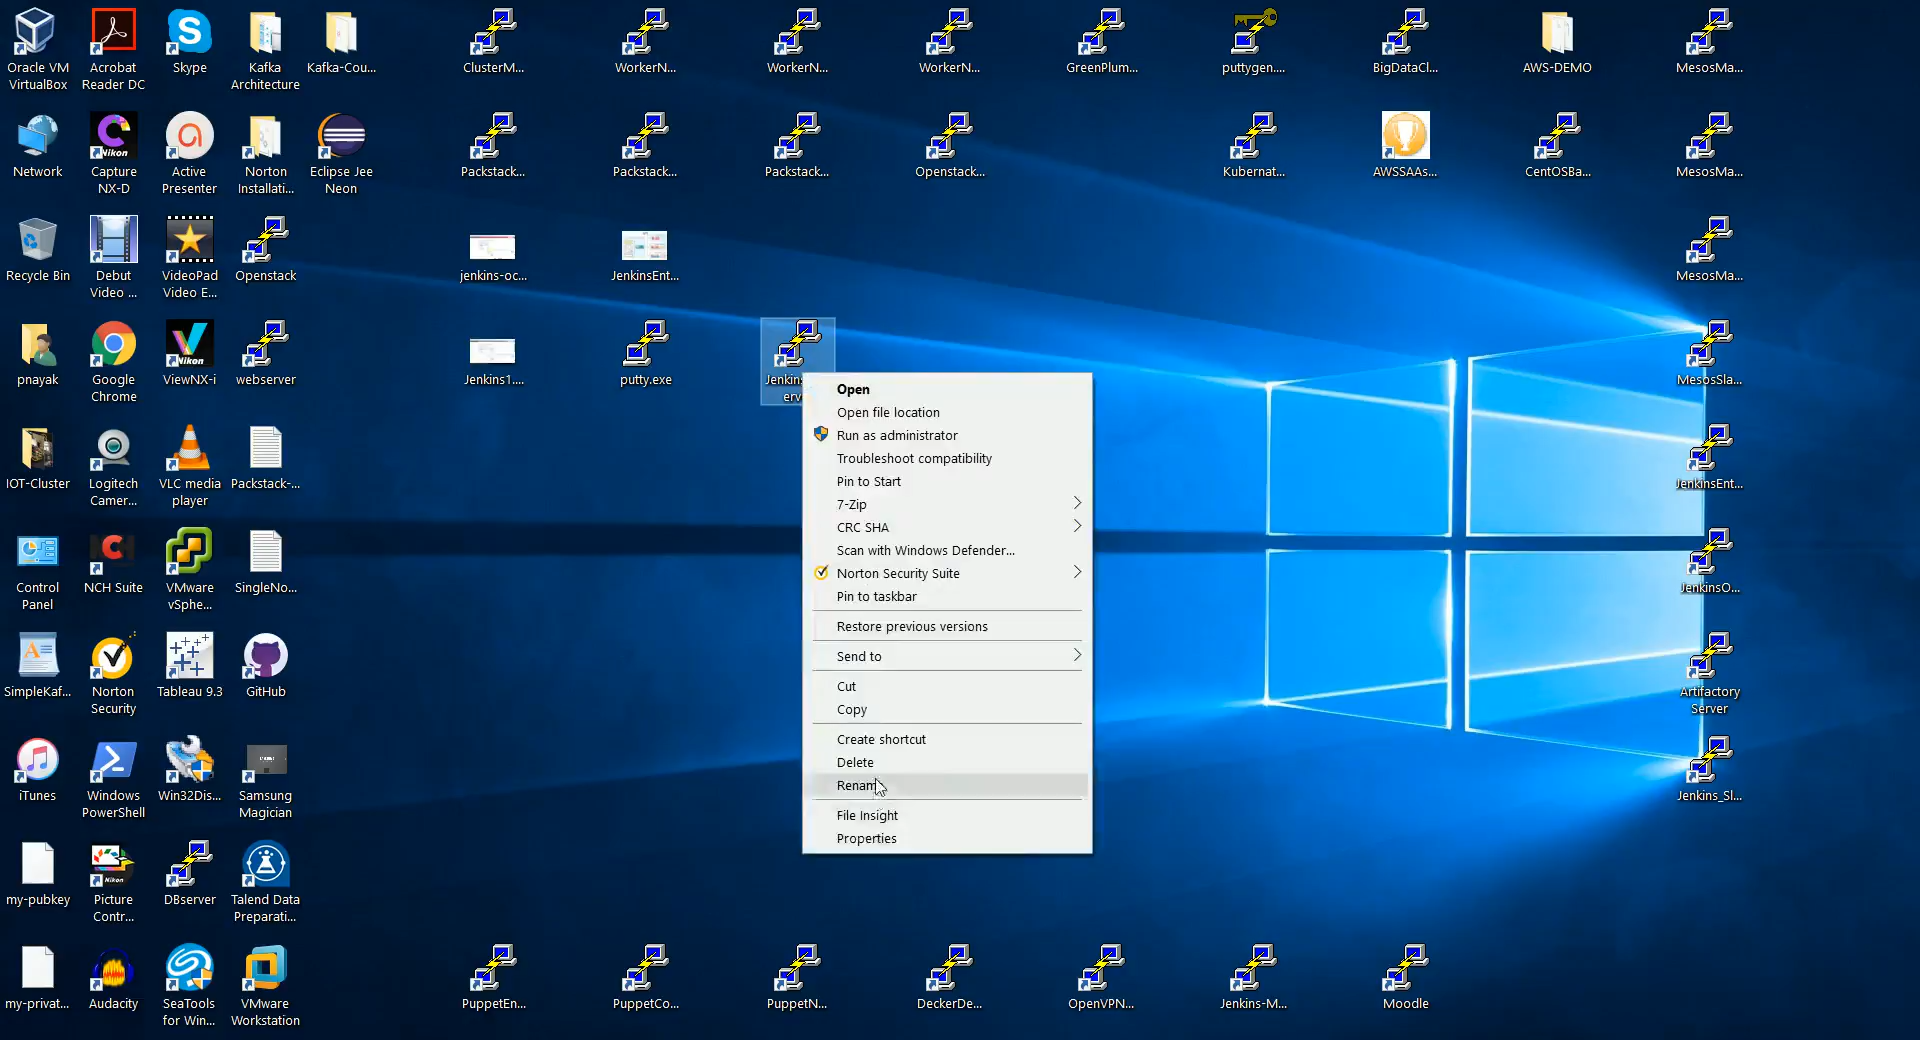 Oracle VM
VirtualBox
Acrobat
Reader DC
Skype
Kafka
Architecture
Kafka-Cou...
ClusterM...
WorkerN...
WorkerN...
WorkerN...
GreenPlum...
puttygen....
BigDataCl...
AWS-DEMO
MesosMa...
Network
Capture
NX-D
Active
Presenter
Norton
Installati...
Eclipse Jee
Neon
Packstack...
Packstack...
Packstack...
Openstack...
Kubernat...
AWSSAAs...
CentOSBa...
MesosMa...
Recycle Bin
Debut
Video ...
VideoPad
Video E...
Openstack
jenkins-oc...
JenkinsEnt...
MesosMa...
pnayak
Google
Chrome
ViewNX-i
webserver
Jenkins1....
putty.exe
Jenkins
erv
MesosSla...
IOT-Cluster
Logitech
Camer...
VLC media
player
Packstack-...
JenkinsEnt...
Control
Panel
NCH Suite
VMware
vSphe...
SingleNo...
JenkinsO...
SimpleKaf...
Norton
Security
Tableau 9.3
GitHub
Artifactory
Server
iTunes
Windows
PowerShell
Win32Dis...
Samsung
Magician
Jenkins_Sl...
my-pubkey
Picture
Contr...
DBserver
Talend Data
Preparati...
my-privat...
Audacity
SeaTools
for Win...
VMware
Workstation
PuppetEn...
PuppetCo...
PuppetN...
DeckerDe...
OpenVPN...
Jenkins-M...
Moodle
Open
Open file location
Run as administrator
Troubleshoot compatibility
Pin to Start
7-Zip
CRC SHA
Scan with Windows Defender...
Norton Security Suite
Pin to taskbar
Restore previous versions
Send to
Cut
Copy
Create shortcut
Delete
Renam
File Insight
Properties